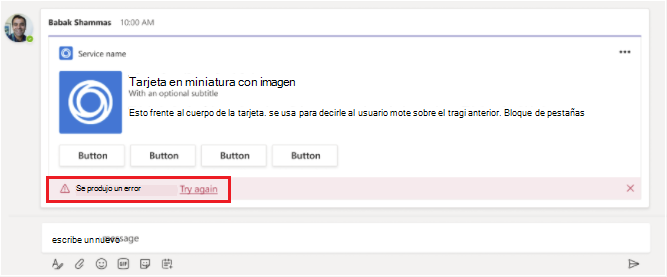 Babak Shammas 10:00 AM
Service name
Tarjeta en miniatura con imagen
With an optional subtitle
Esto frente al cuerpo de la tarjeta. se usa para decirle al usuario mote sobre el tragi anterior. Bloque de pestañas
Button Button Button Button
Se produjo un error Try again
escribe un nuevo message
GIF